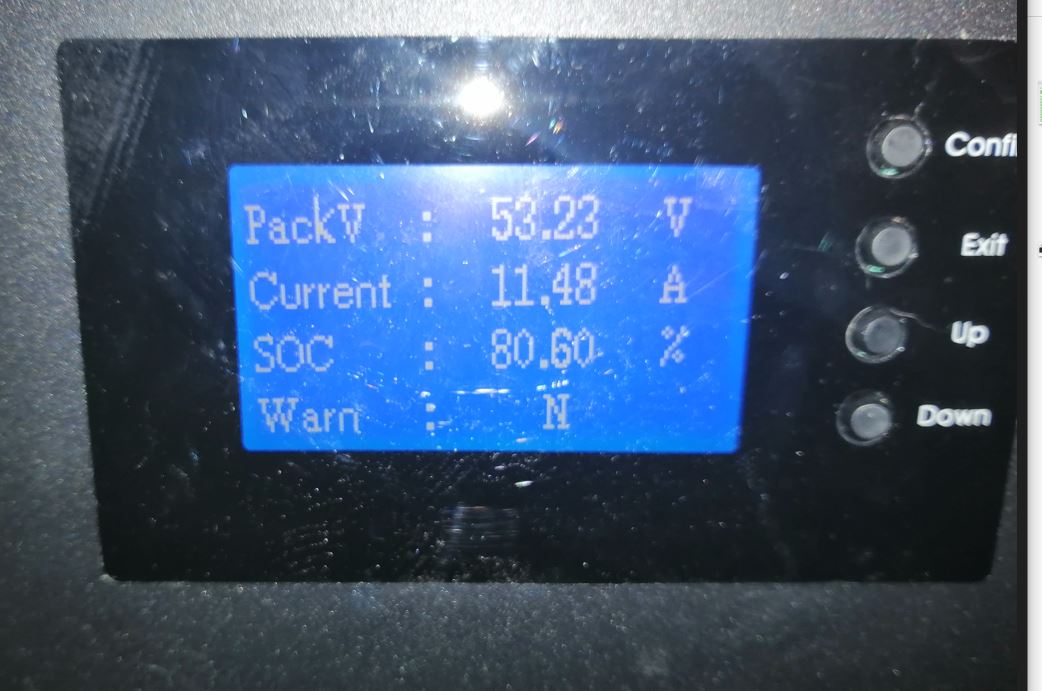 PackV : 53.23 V
Current : 11.48 A
SOC : 80.60 %
Warn : N
Confi
Exit
Up
Down